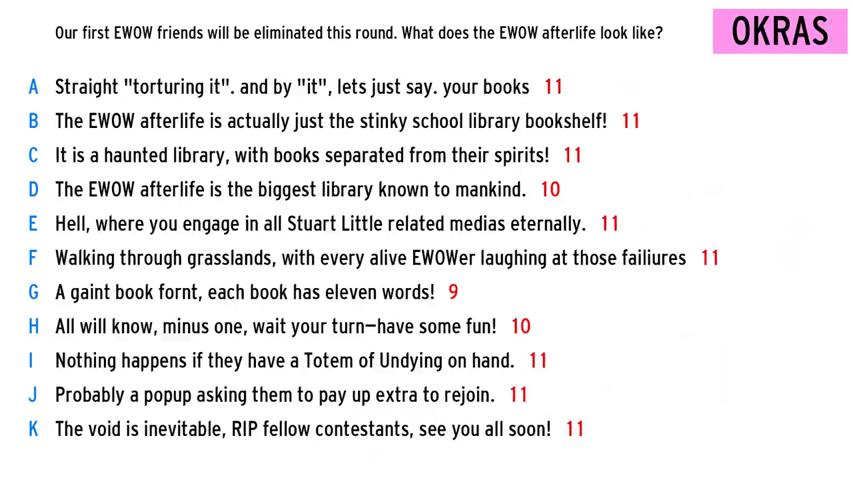 Our first EWOW friends will be eliminated this round. What does the EWOW afterlife look like?
OKRAS
A Straight "torturing it". and by "it", lets just say. your books 11
B The EWOW afterlife is actually just the stinky school library bookshelf! 11
C It is a haunted library, with books separated from their spirits! 11
D The EWOW afterlife is the biggest library known to mankind. 10
E Hell, where you engage in all Stuart Little related medias eternally. 11
F Walking through grasslands, with every alive EWOWer laughing at those failiures 11
G A gaint book fornt, each book has eleven words! 9
H All will know, minus one, wait your turn—have some fun! 10
I Nothing happens if they have a Totem of Undying on hand. 11
J Probably a popup asking them to pay up extra to rejoin. 11
K The void is inevitable, RIP fellow contestants, see you all soon! 11